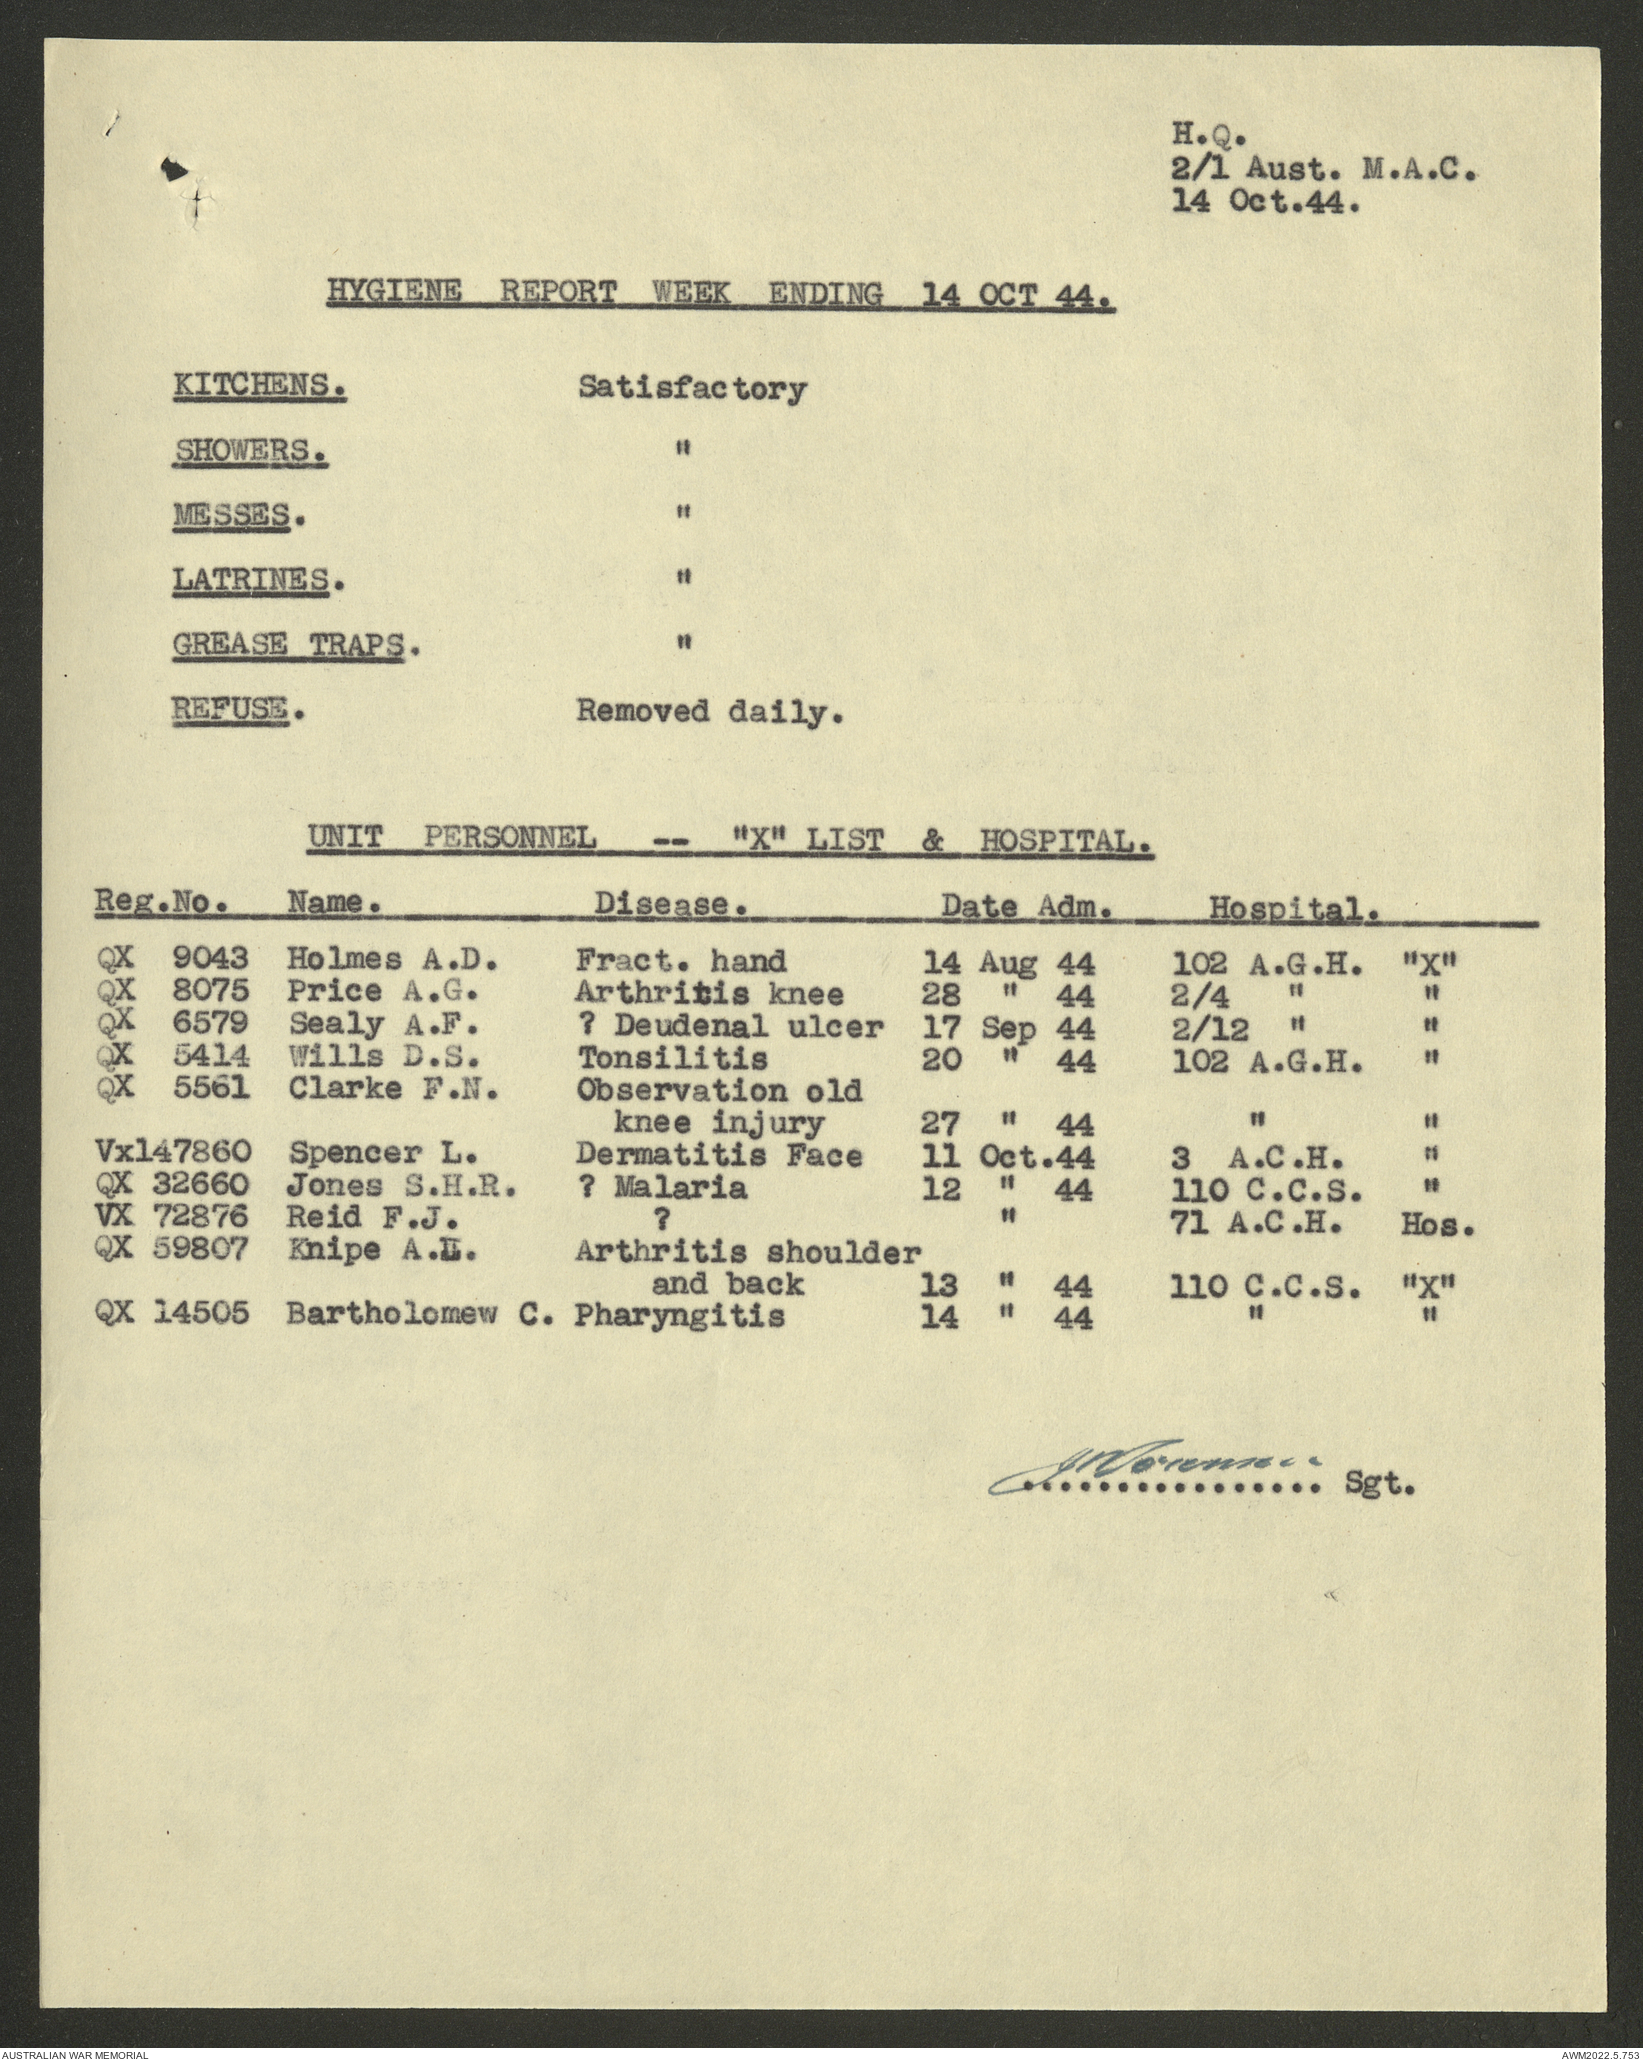 H.Q.
2/1 Aust. M.A.C.
14 Oct.44.
HYGIENE REPORT WEEK ENDING 14 OCT 44.
KITCHENS. Satisfactory
SHOWERS. "
MESSES. "
LATRINES. "
GREASE TRAPS. "
REFUSE. Removed daily.
UNIT PERSONNEL -- "X" LIST & HOSPITAL.
Reg.No. Name. Disease. Date Adm. Hospital.
QX 9043 Holmes A.D. Fract. hand 14 Aug 44 102 A.G.H. "X"
QX 8075 Price A.G. Arthritis knee 28 " 44 2/4 " "
QX 6579 Sealy A.F. ? Deudenal ulcer 17 Sep 44 2/12 " "
QX 5414 Wills D.S. Tonsilitis 20 " 44 102 A.G.H. "
QX 5561 Clarke F.N. Observation old
knee injury 27 " 44 " "
Vx147860 Spencer L. Dermatitis Face 11 Oct.44 3 A.C.H. "
QX 32660 Jones S.H.R. ? Malaria 12 " 44 110 C.C.S. "
VX 72876 Reid F.J. ? " 71 A.C.H. Hos.
QX 59807 Knipe A. Arthritis shoulder
and back 13 " 44 110 C.C.S. "X"
QX 14505 Bartholomew C. Pharyngitis 14 " 44 " "
................ Sgt.
AUSTRALIAN WAR MEMORIAL
AWM2022.5.753